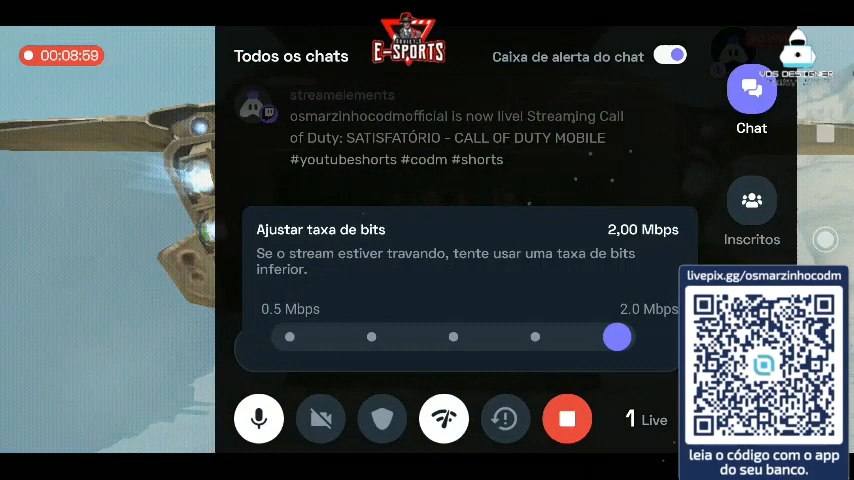 00:08:59
Todos os chats
E-SPORTS
Caixa de alerta do chat
VDS DESIGNER
streamelements
osmarzinhocodmofficial is now live! Streaming Call
of Duty: SATISFATÓRIO - CALL OF DUTY MOBILE
#youtubeshorts #codm #shorts
Chat
Inscritos
Ajustar taxa de bits
2,00 Mbps
Se o stream estiver travando, tente usar uma taxa de bits
inferior.
0.5 Mbps
2.0 Mbps
1 Live
livepix.gg/osmarzinhocodm
leia o código com o app
do seu banco.